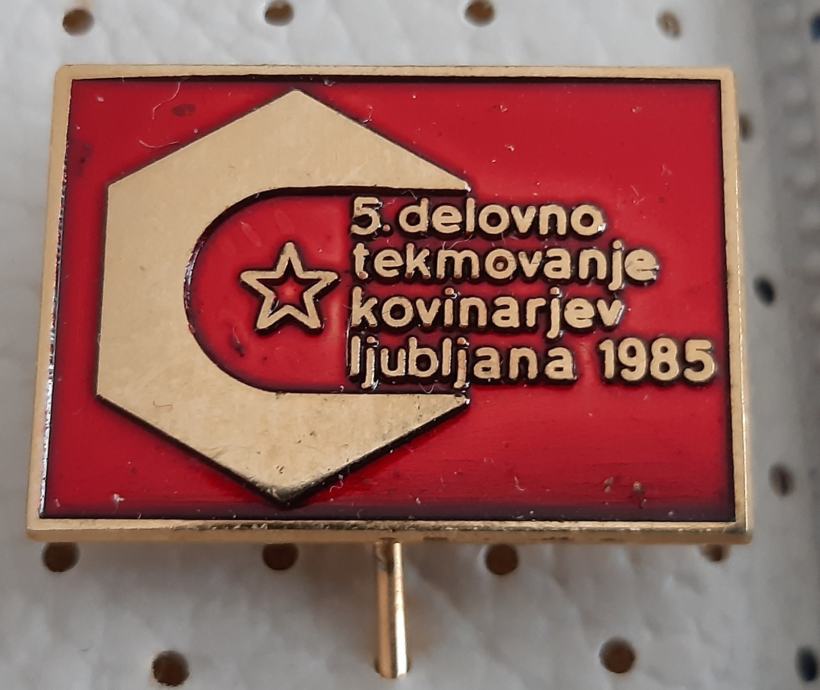 5. delovno
tekmovanje
kovinarjev
ljubljana 1985